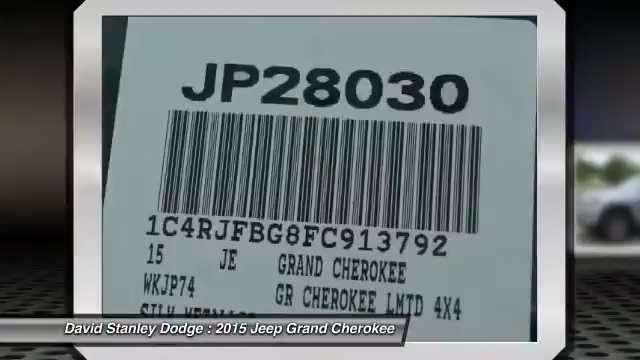 JP28030
1C4RJFBG8FC913792
15 JE GRAND CHEROKEE
WKJP74 GR CHEROKEE LMTD 4X4
David Stanley Dodge : 2015 Jeep Grand Cherokee